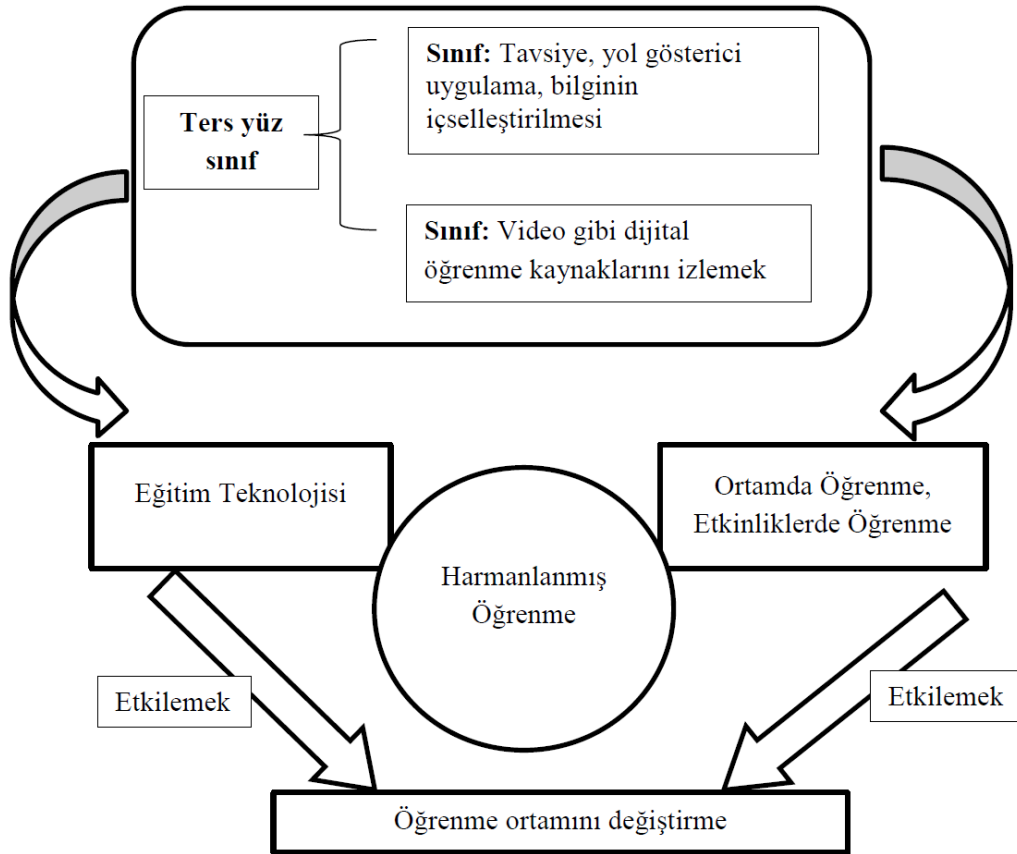 Ters yüz
sınıf
Sınıf: Tavsiye, yol gösterici
uygulama, bilginin
içselleştirilmesi
Sınıf: Video gibi dijital
öğrenme kaynaklarını izlemek
Eğitim Teknolojisi
Ortamda Öğrenme,
Etkinliklerde Öğrenme
Harmanlanmış
Öğrenme
Etkilemek
Etkilemek
Öğrenme ortamını değiştirme